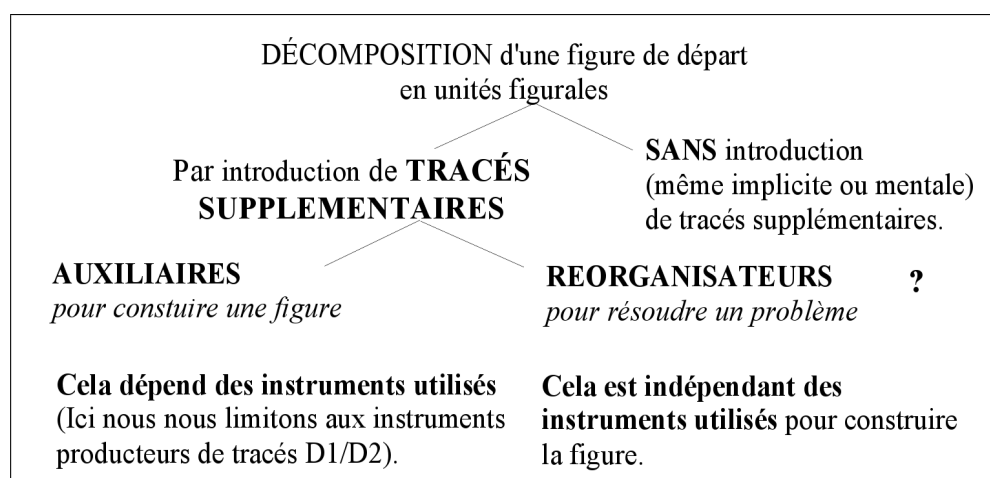 DÉCOMPOSITION d'une figure de départ
en unités figurales
Par introduction de TRACÉS
SUPPLEMENTAIRES
SANS introduction
(même implicite ou mentale)
de tracés supplémentaires.
AUXILIAIRES
pour constuire une figure
REORGANISATEURS
pour résoudre un problème
?
Cela dépend des instruments utilisés
(Ici nous nous limitons aux instruments
producteurs de tracés D1/D2).
Cela est indépendant des
instruments utilisés pour construire
la figure.